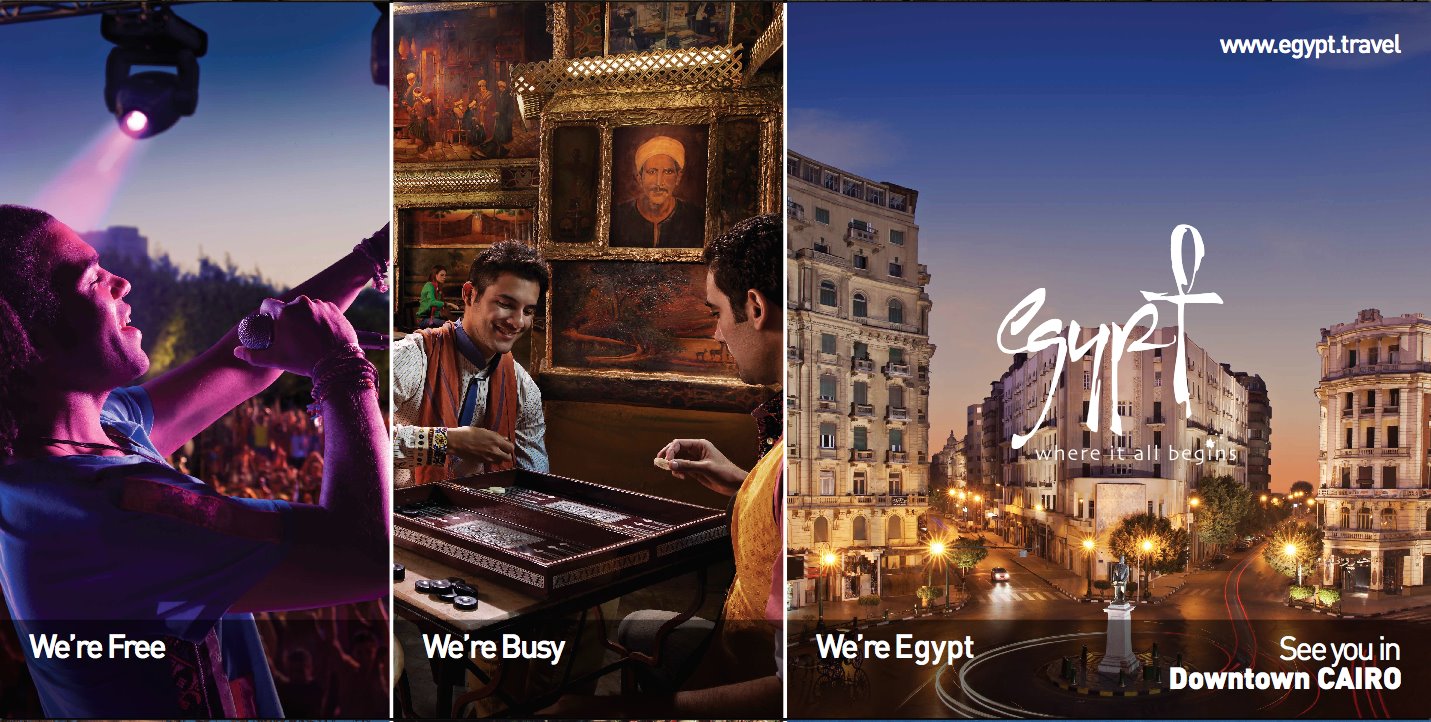 www.egypt.travel
egypt
where it all begins
We're Free
We're Busy
We're Egypt
See you in
Downtown CAIRO